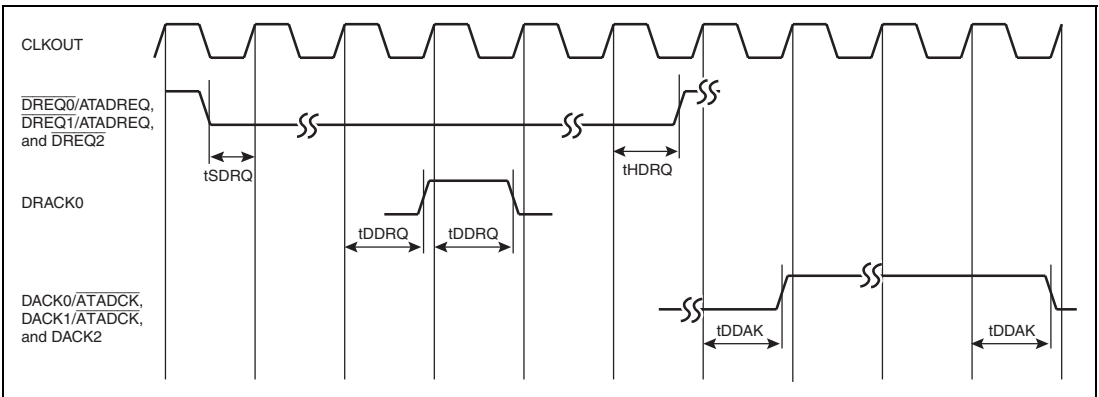 CLKOUT
DREQ0/ATADREQ,
DREQ1/ATADREQ,
and DREQ2
tSDRQ
tHDRQ
DRACK0
tDDRQ
tDDRQ
DACK0/ATADCK,
DACK1/ATADCK,
and DACK2
tDDAK
tDDAK